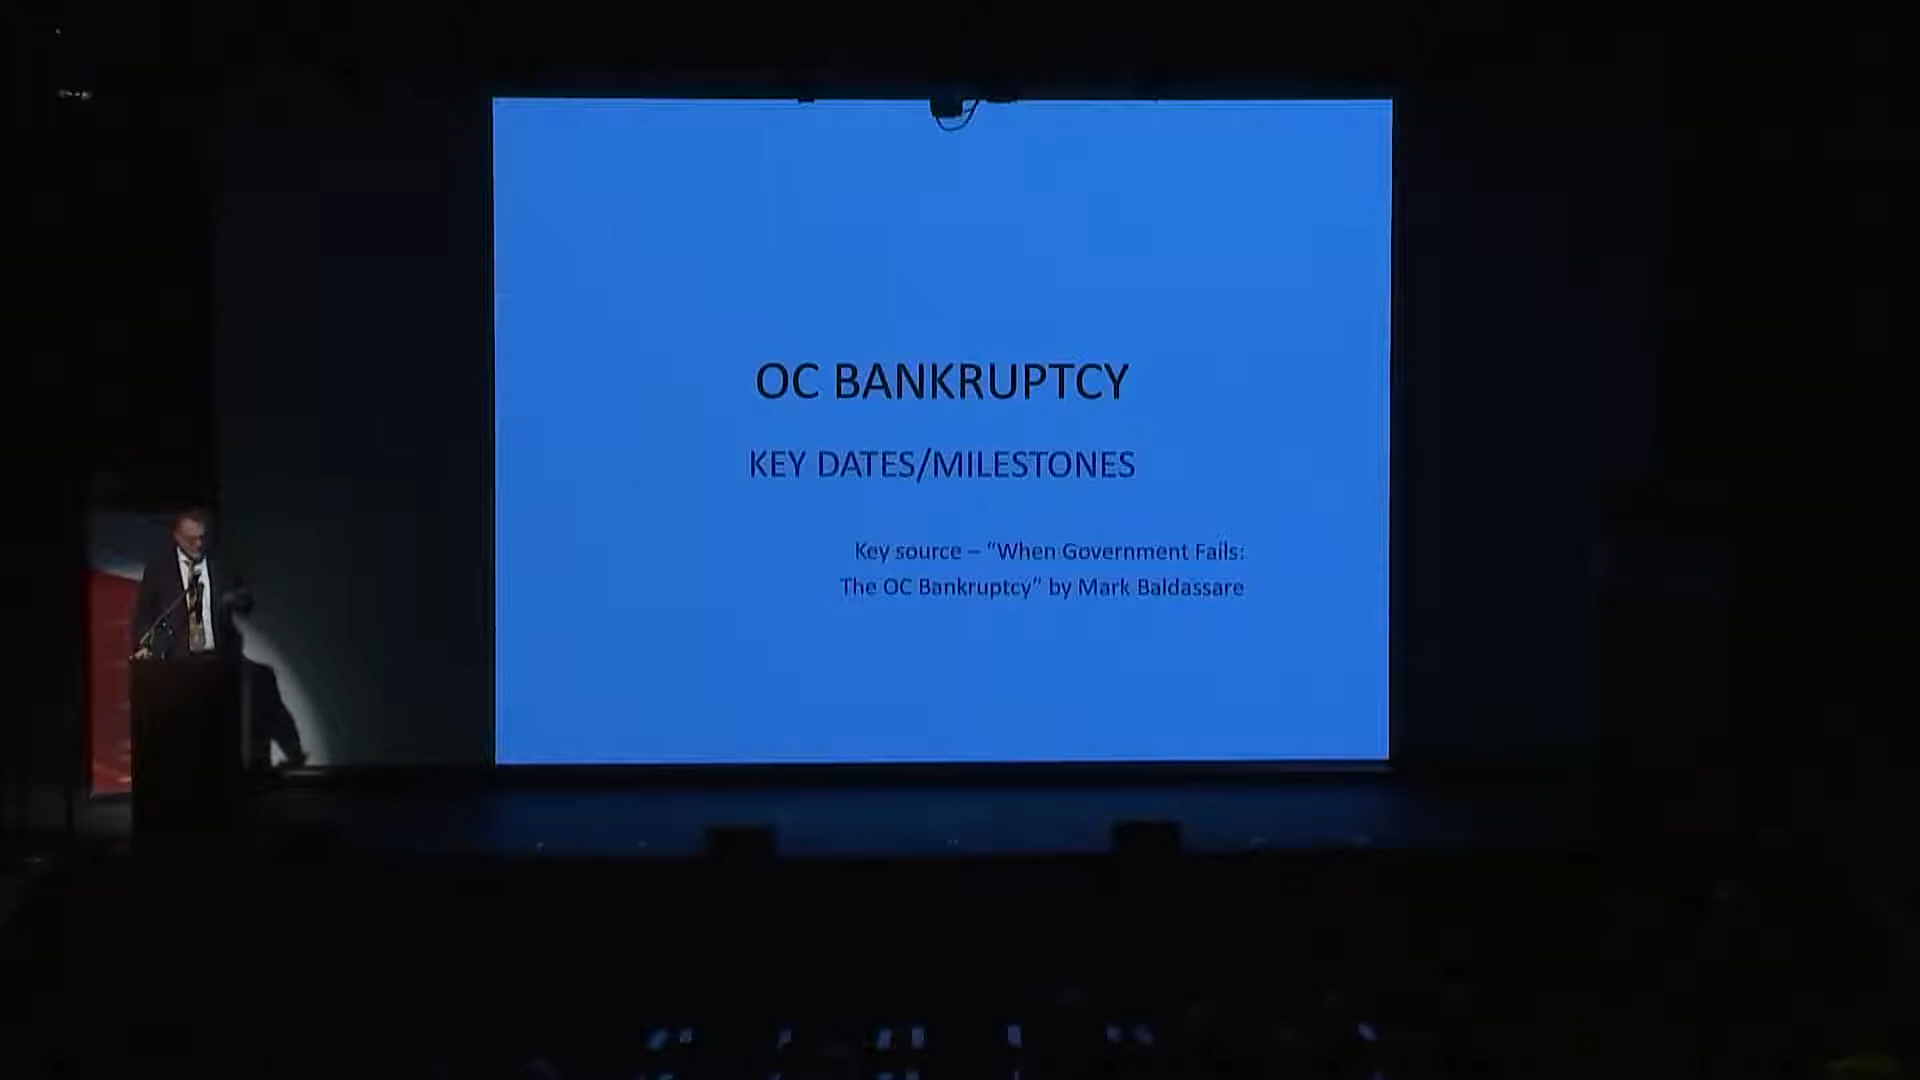 OC BANKRUPTCY
KEY DATES/MILESTONES
Key source – “When Government Fails:
The OC Bankruptcy” by Mark Baldassare